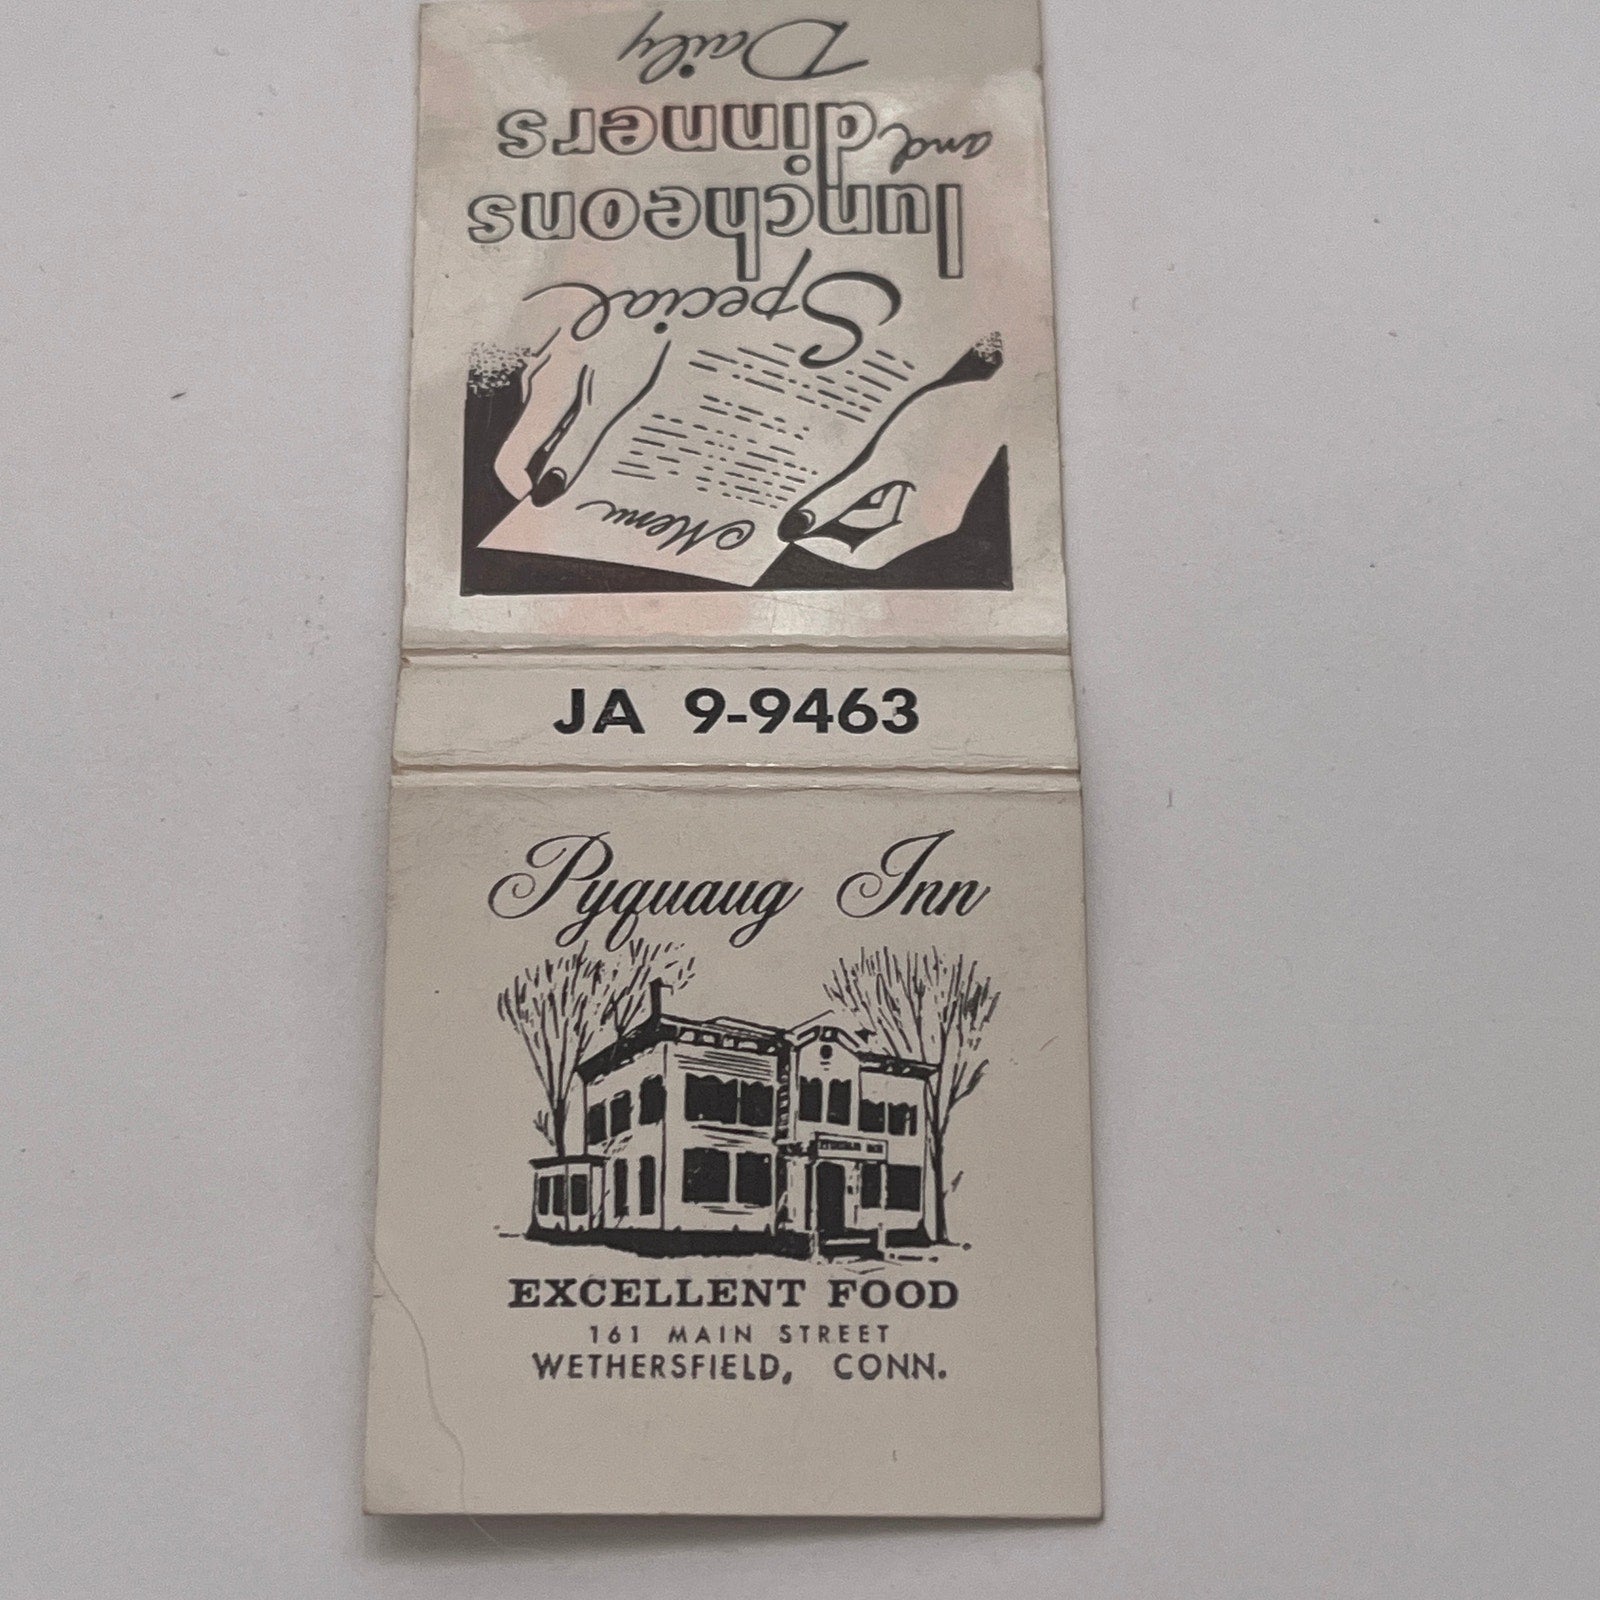 Special
luncheons
and dinners
Daily
Menu
JA 9-9463
Pyquaug Inn
EXCELLENT FOOD
161 MAIN STREET
WETHERSFIELD, CONN.